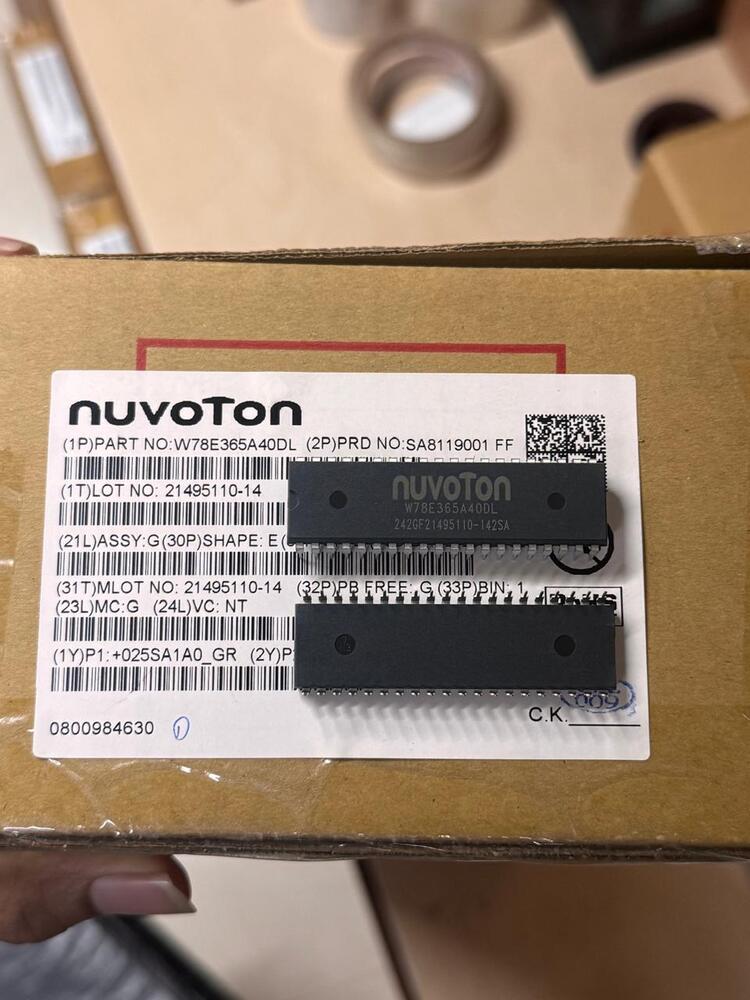 nuvoTon
(1P)PART NO:W78E365A40DL (2P)PRD NO:SA8119001 FF
(1T)LOT NO: 21495110-14
(21L)ASSY:G(30P)SHAPE: E(
(31T)MLOT NO: 21495110-14 (32P)PB FREE: G (33P)BIN: 1
(23L)MC:G (24L)VC: NT
(1Y)P1:+025SA1A0_GR (2Y)P
0800984630 1
C.K.
nuvoTon
W78E365A40DL
242GF21495110-142SA